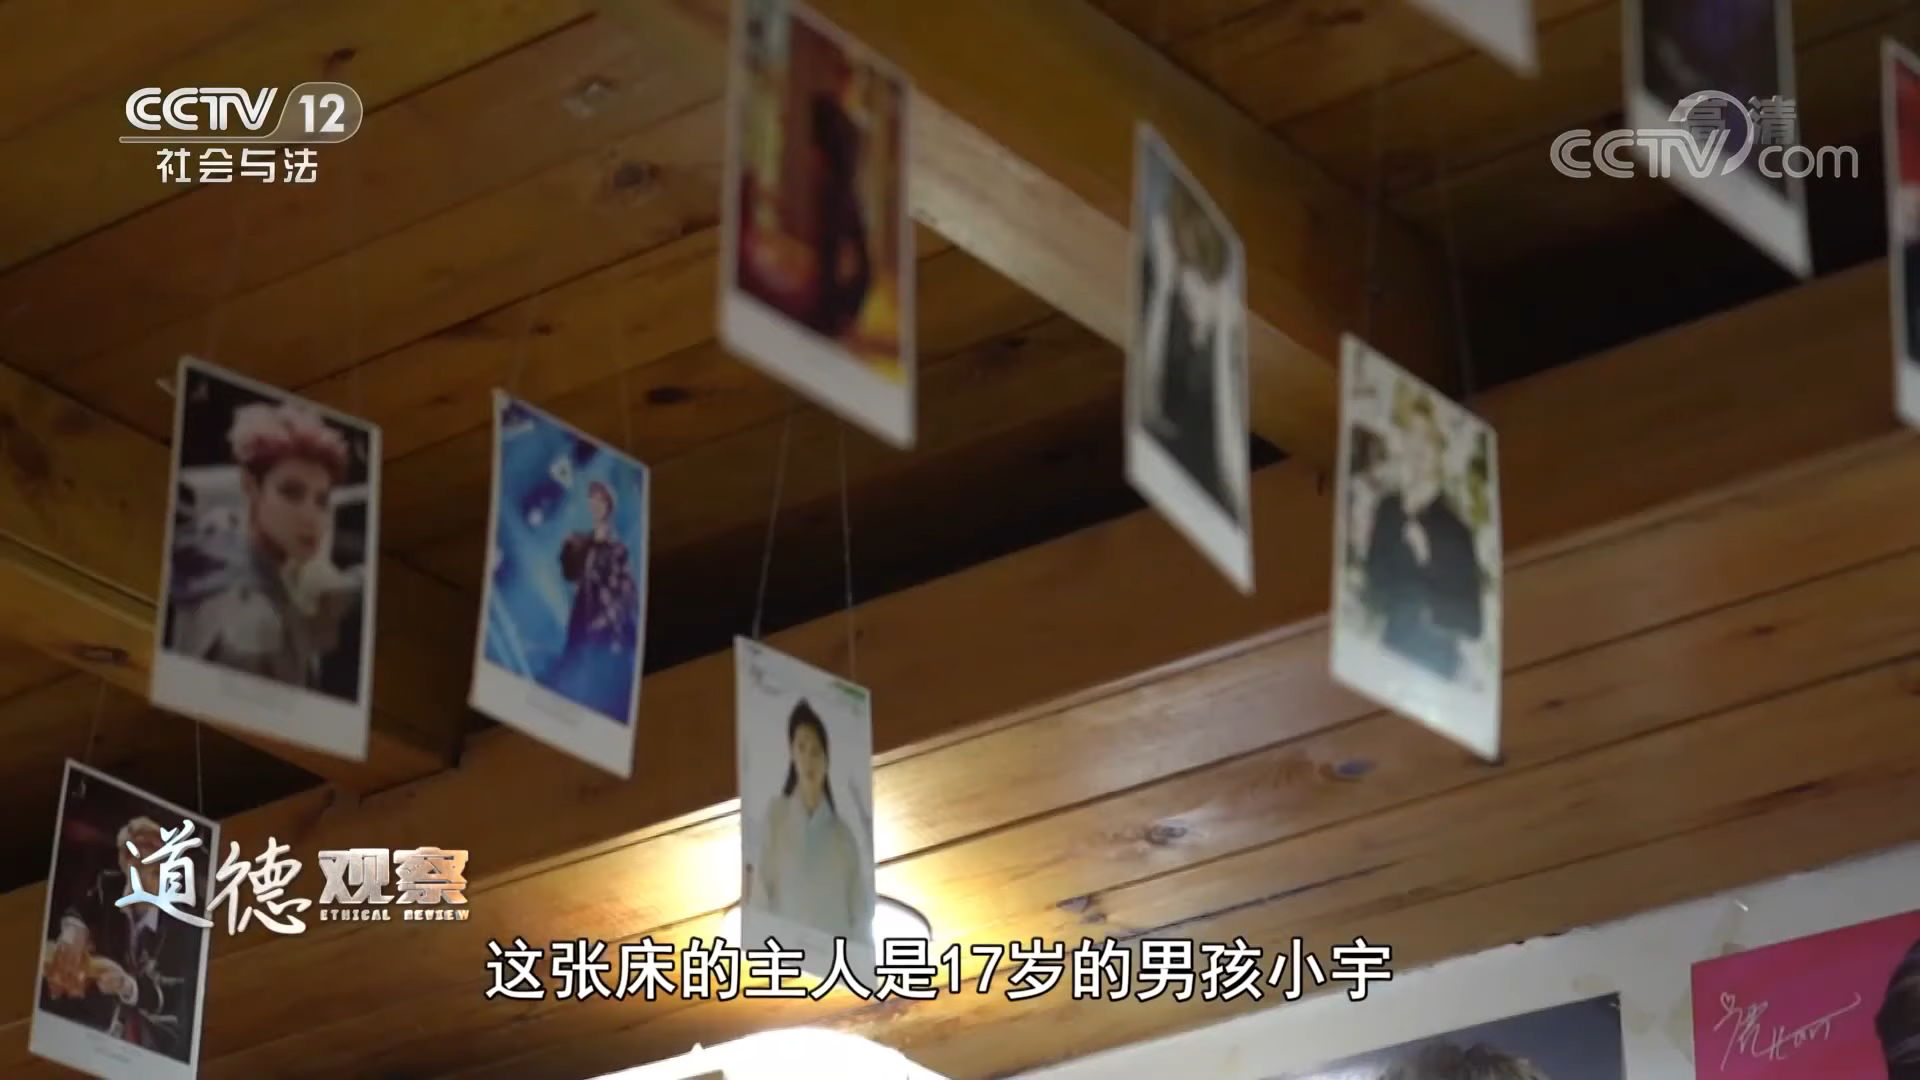 CCTV 12
社会与法
高清
CCTV.com
道德观察
ETHICAL REVIEW
这张床的主人是17岁的男孩小宇